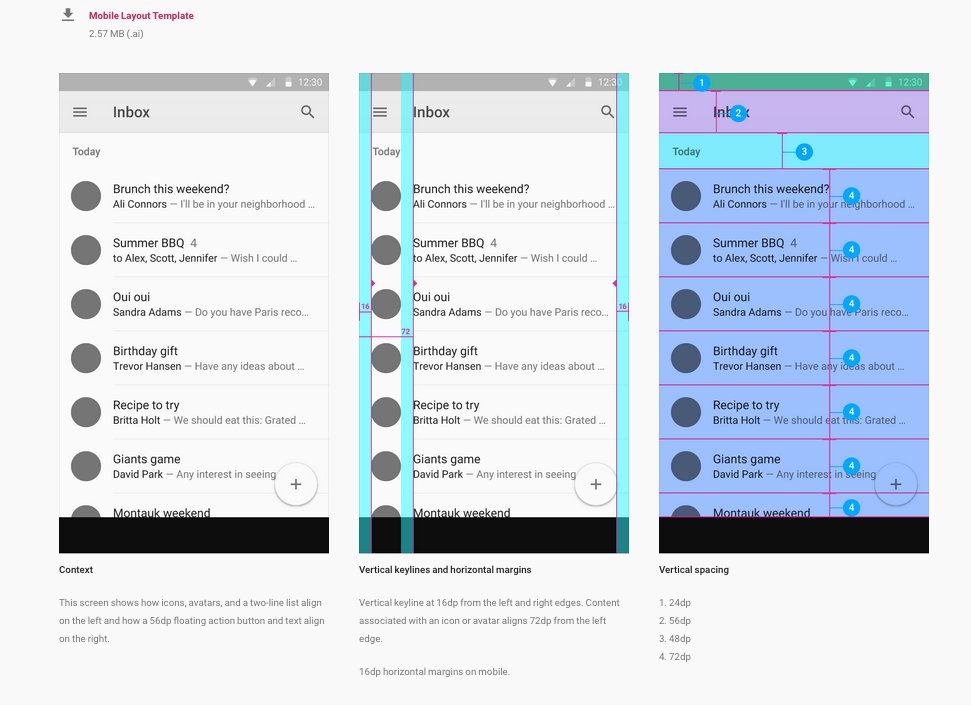 Mobile Layout Template
2.57 MB (.ai)
12:30
Inbox
Today
Brunch this weekend?
Ali Connors — I'll be in your neighborhood ...
Summer BBQ 4
to Alex, Scott, Jennifer — Wish I could ...
Oui oui
Sandra Adams — Do you have Paris reco...
Birthday gift
Trevor Hansen — Have any ideas about ...
Recipe to try
Britta Holt — We should eat this: Grated ...
Giants game
David Park — Any interest in seeing
Montauk weekend
Context
This screen shows how icons, avatars, and a two-line list align
on the left and how a 56dp floating action button and text align
on the right.
12:30
Inbox
Today
Brunch this weekend?
Ali Connors — I'll be in your neighborhood ...
Summer BBQ 4
to Alex, Scott, Jennifer — Wish I could ...
Oui oui
16
Sandra Adams — Do you have Paris reco...
16
72
Birthday gift
Trevor Hansen — Have any ideas about ...
Recipe to try
Britta Holt — We should eat this: Grated ...
Giants game
David Park — Any interest in seeing
Montauk weekend
Vertical keylines and horizontal margins
Vertical keyline at 16dp from the left and right edges. Content
associated with an icon or avatar aligns 72dp from the left
edge.
16dp horizontal margins on mobile.
1
12:30
Inbox
2
Today
3
Brunch this weekend?
4
Ali Connors — I'll be in your neighborhood ...
Summer BBQ 4
4
to Alex, Scott, Jennifer — Wish I could ...
Oui oui
4
Sandra Adams — Do you have Paris reco...
Birthday gift
4
Trevor Hansen — Have any ideas about ...
Recipe to try
4
Britta Holt — We should eat this: Grated ...
Giants game
4
David Park — Any interest in seeing
Montauk weekend
4
Vertical spacing
1. 24dp
2. 56dp
3. 48dp
4. 72dp